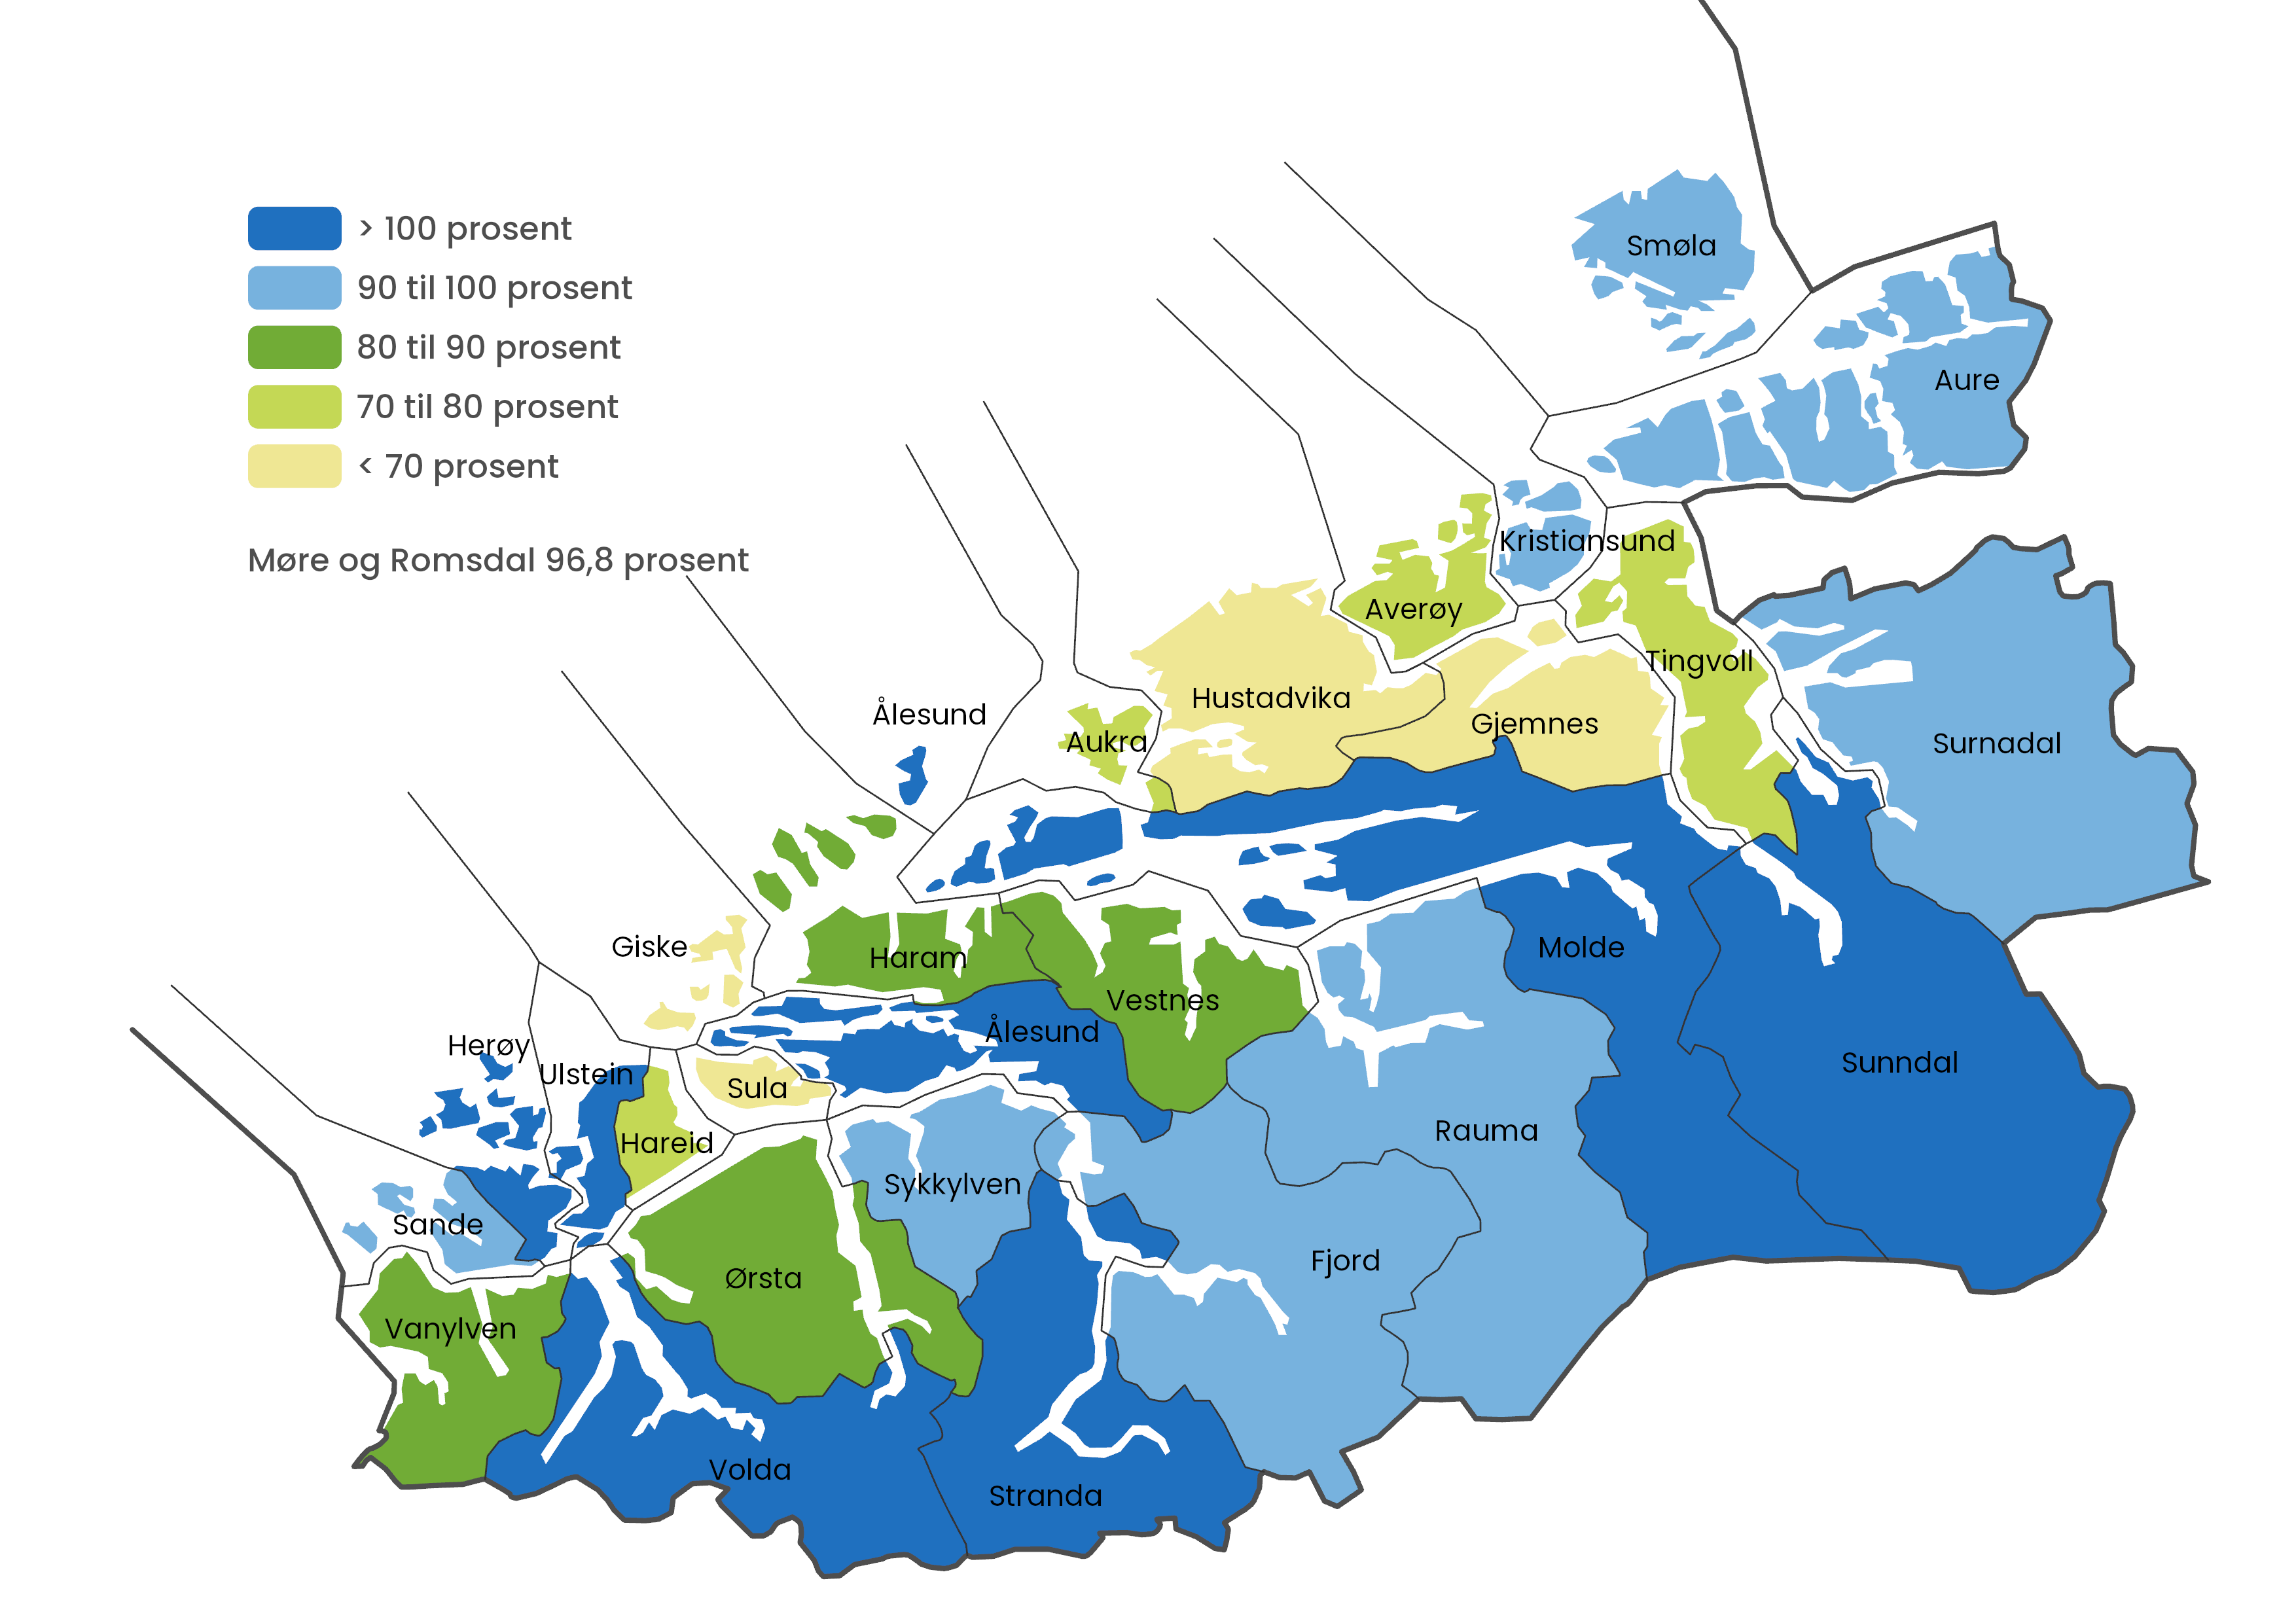 > 100 prosent
90 til 100 prosent
80 til 90 prosent
70 til 80 prosent
< 70 prosent
Møre og Romsdal 96,8 prosent
Smøla
Aure
Kristiansund
Averøy
Tingvoll
Hustadvika
Gjemnes
Ålesund
Aukra
Surnadal
Giske
Haram
Molde
Vestnes
Ålesund
Herøy
Ulstein
Sula
Sunndal
Hareid
Rauma
Sykkylven
Sande
Fjord
Ørsta
Vanylven
Volda
Stranda